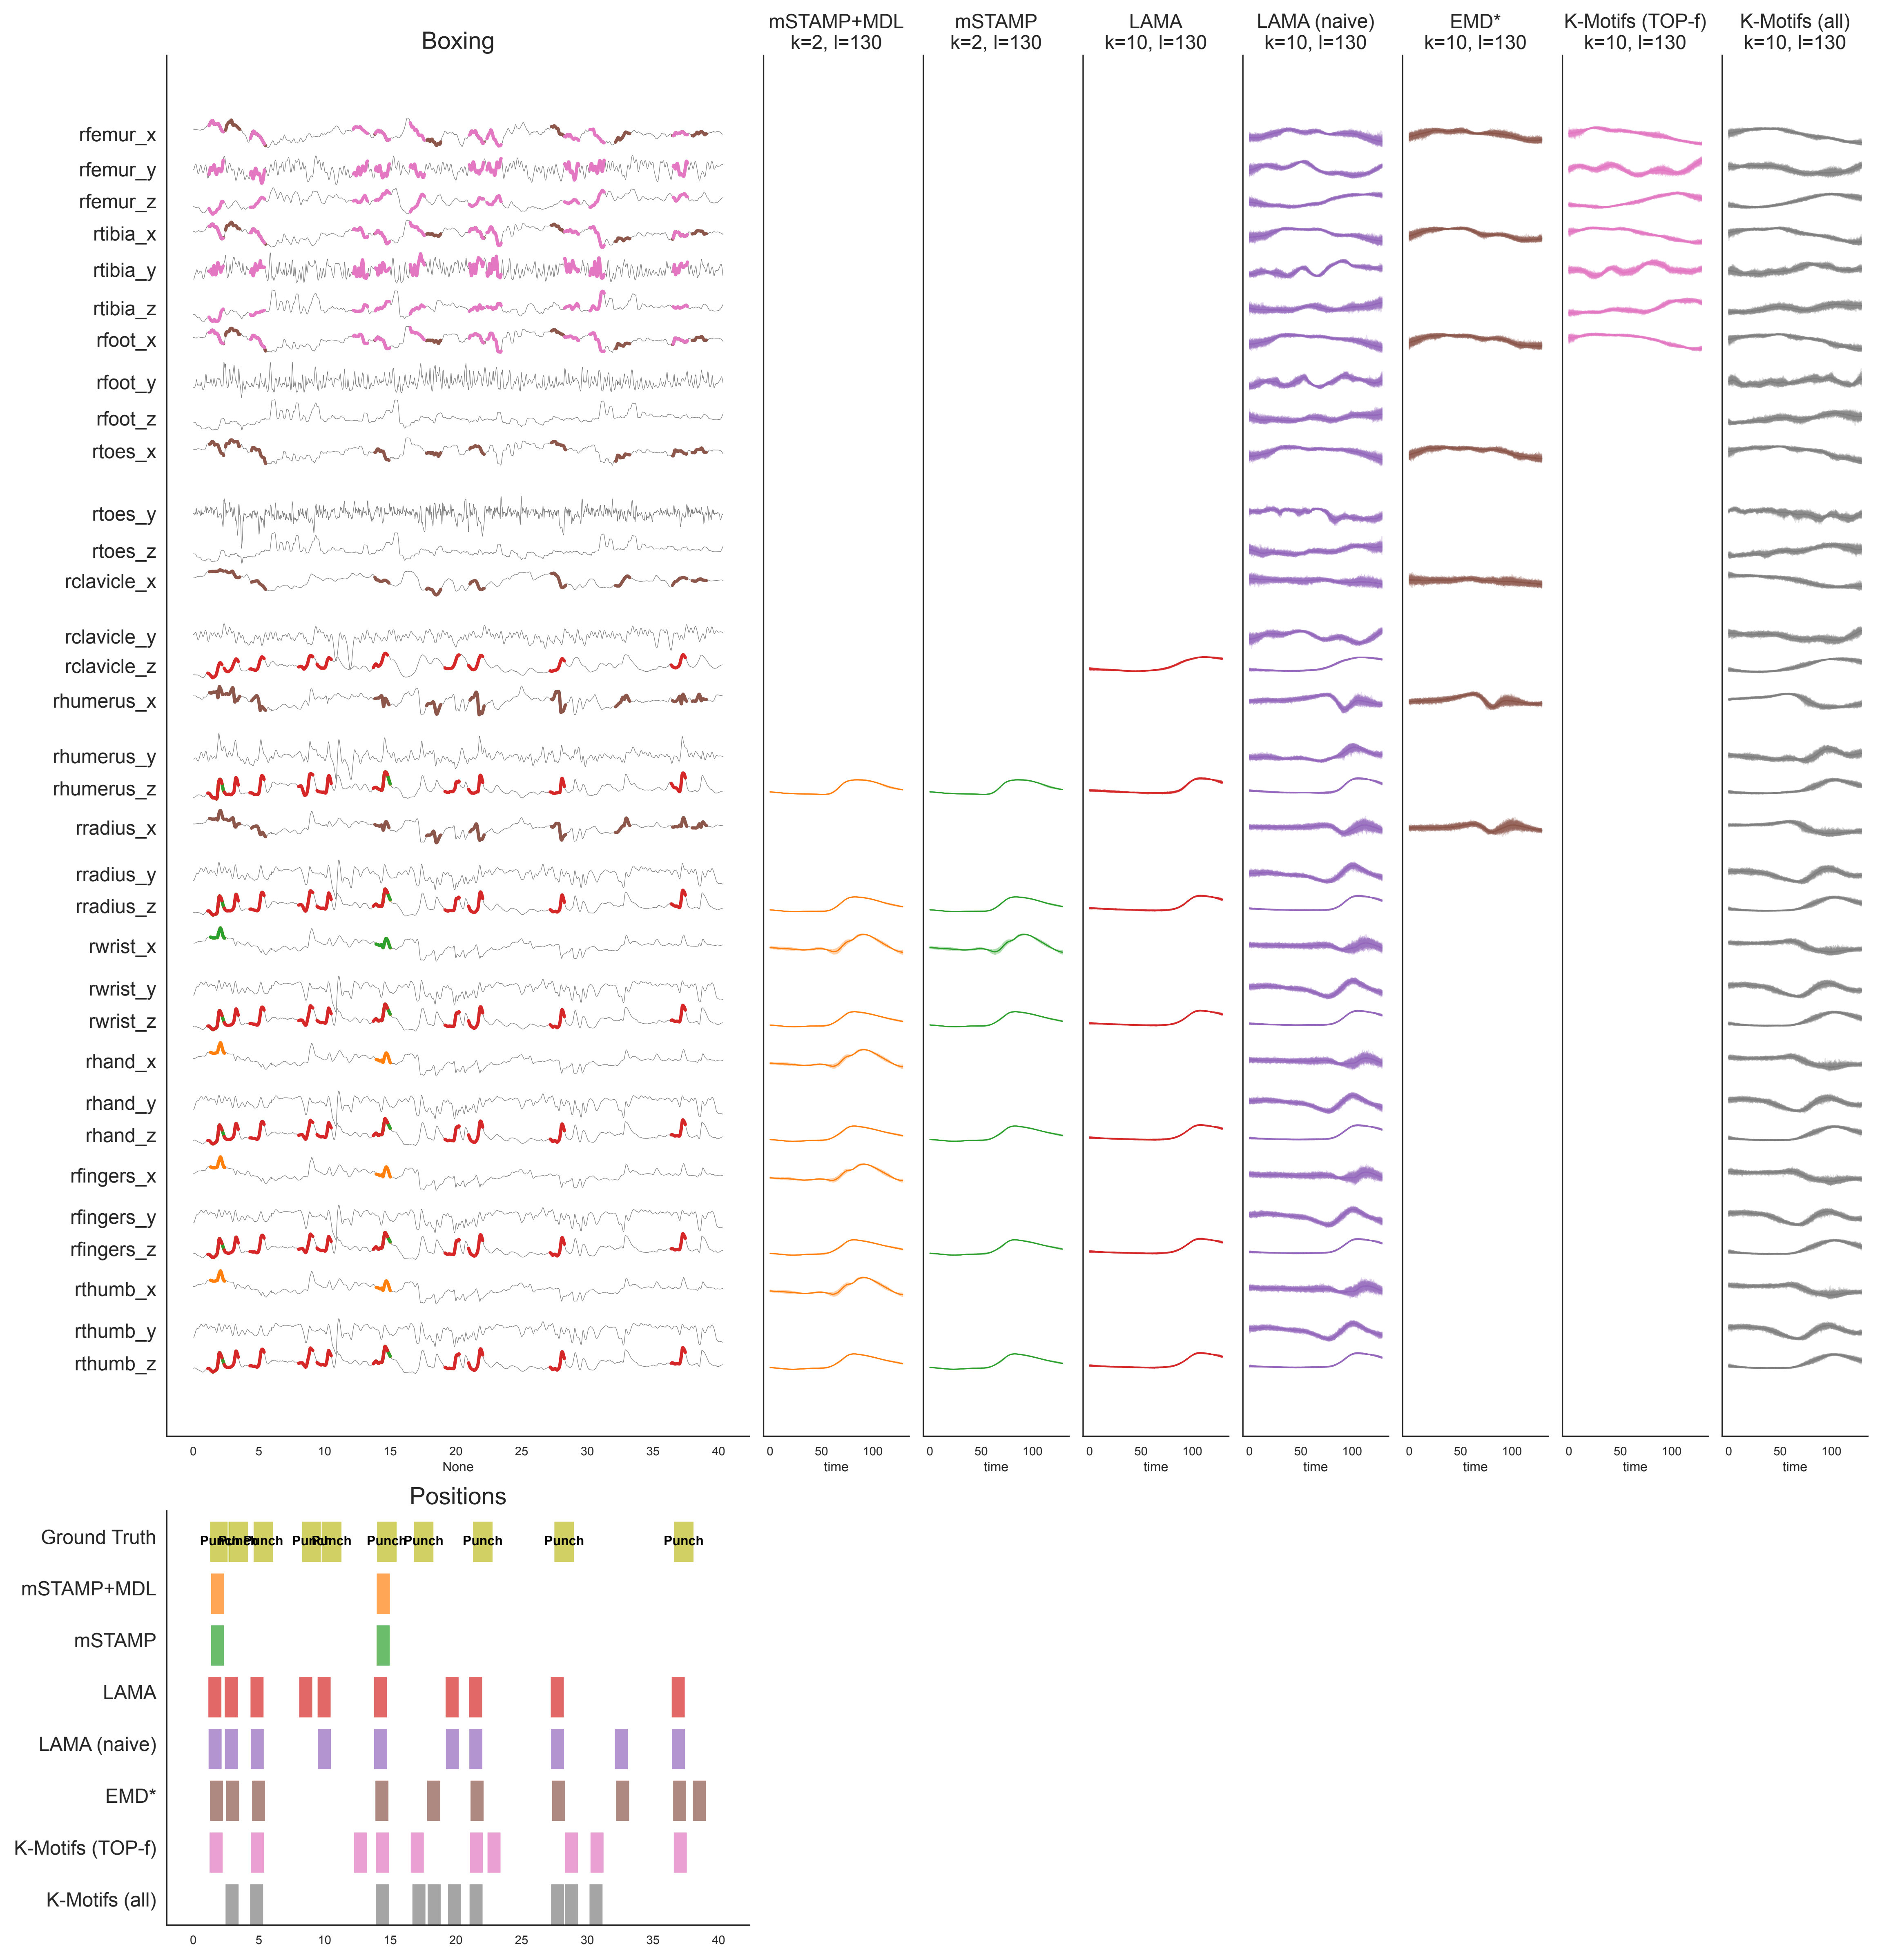 Boxing
mSTAMP+MDL
k=2, l=130
mSTAMP
k=2, l=130
LAMA
k=10, l=130
LAMA (naive)
k=10, l=130
EMD*
k=10, l=130
K-Motifs (TOP-f)
k=10, l=130
K-Motifs (all)
k=10, l=130
rfemur_x
rfemur_y
rfemur_z
rtibia_x
rtibia_y
rtibia_z
rfoot_x
rfoot_y
rfoot_z
rtoes_x
rtoes_y
rtoes_z
rclavicle_x
rclavicle_y
rclavicle_z
rhumerus_x
rhumerus_y
rhumerus_z
rradius_x
rradius_y
rradius_z
rwrist_x
rwrist_y
rwrist_z
rhand_x
rhand_y
rhand_z
rfingers_x
rfingers_y
rfingers_z
rthumb_x
rthumb_y
rthumb_z
0 5 10 15 20 25 30 35 40
None
0 50 100
time
0 50 100
time
0 50 100
time
0 50 100
time
0 50 100
time
0 50 100
time
0 50 100
time
Positions
Ground Truth
Punch Punch Punch Punch Punch Punch Punch Punch Punch Punch
mSTAMP+MDL
mSTAMP
LAMA
LAMA (naive)
EMD*
K-Motifs (TOP-f)
K-Motifs (all)
0 5 10 15 20 25 30 35 40